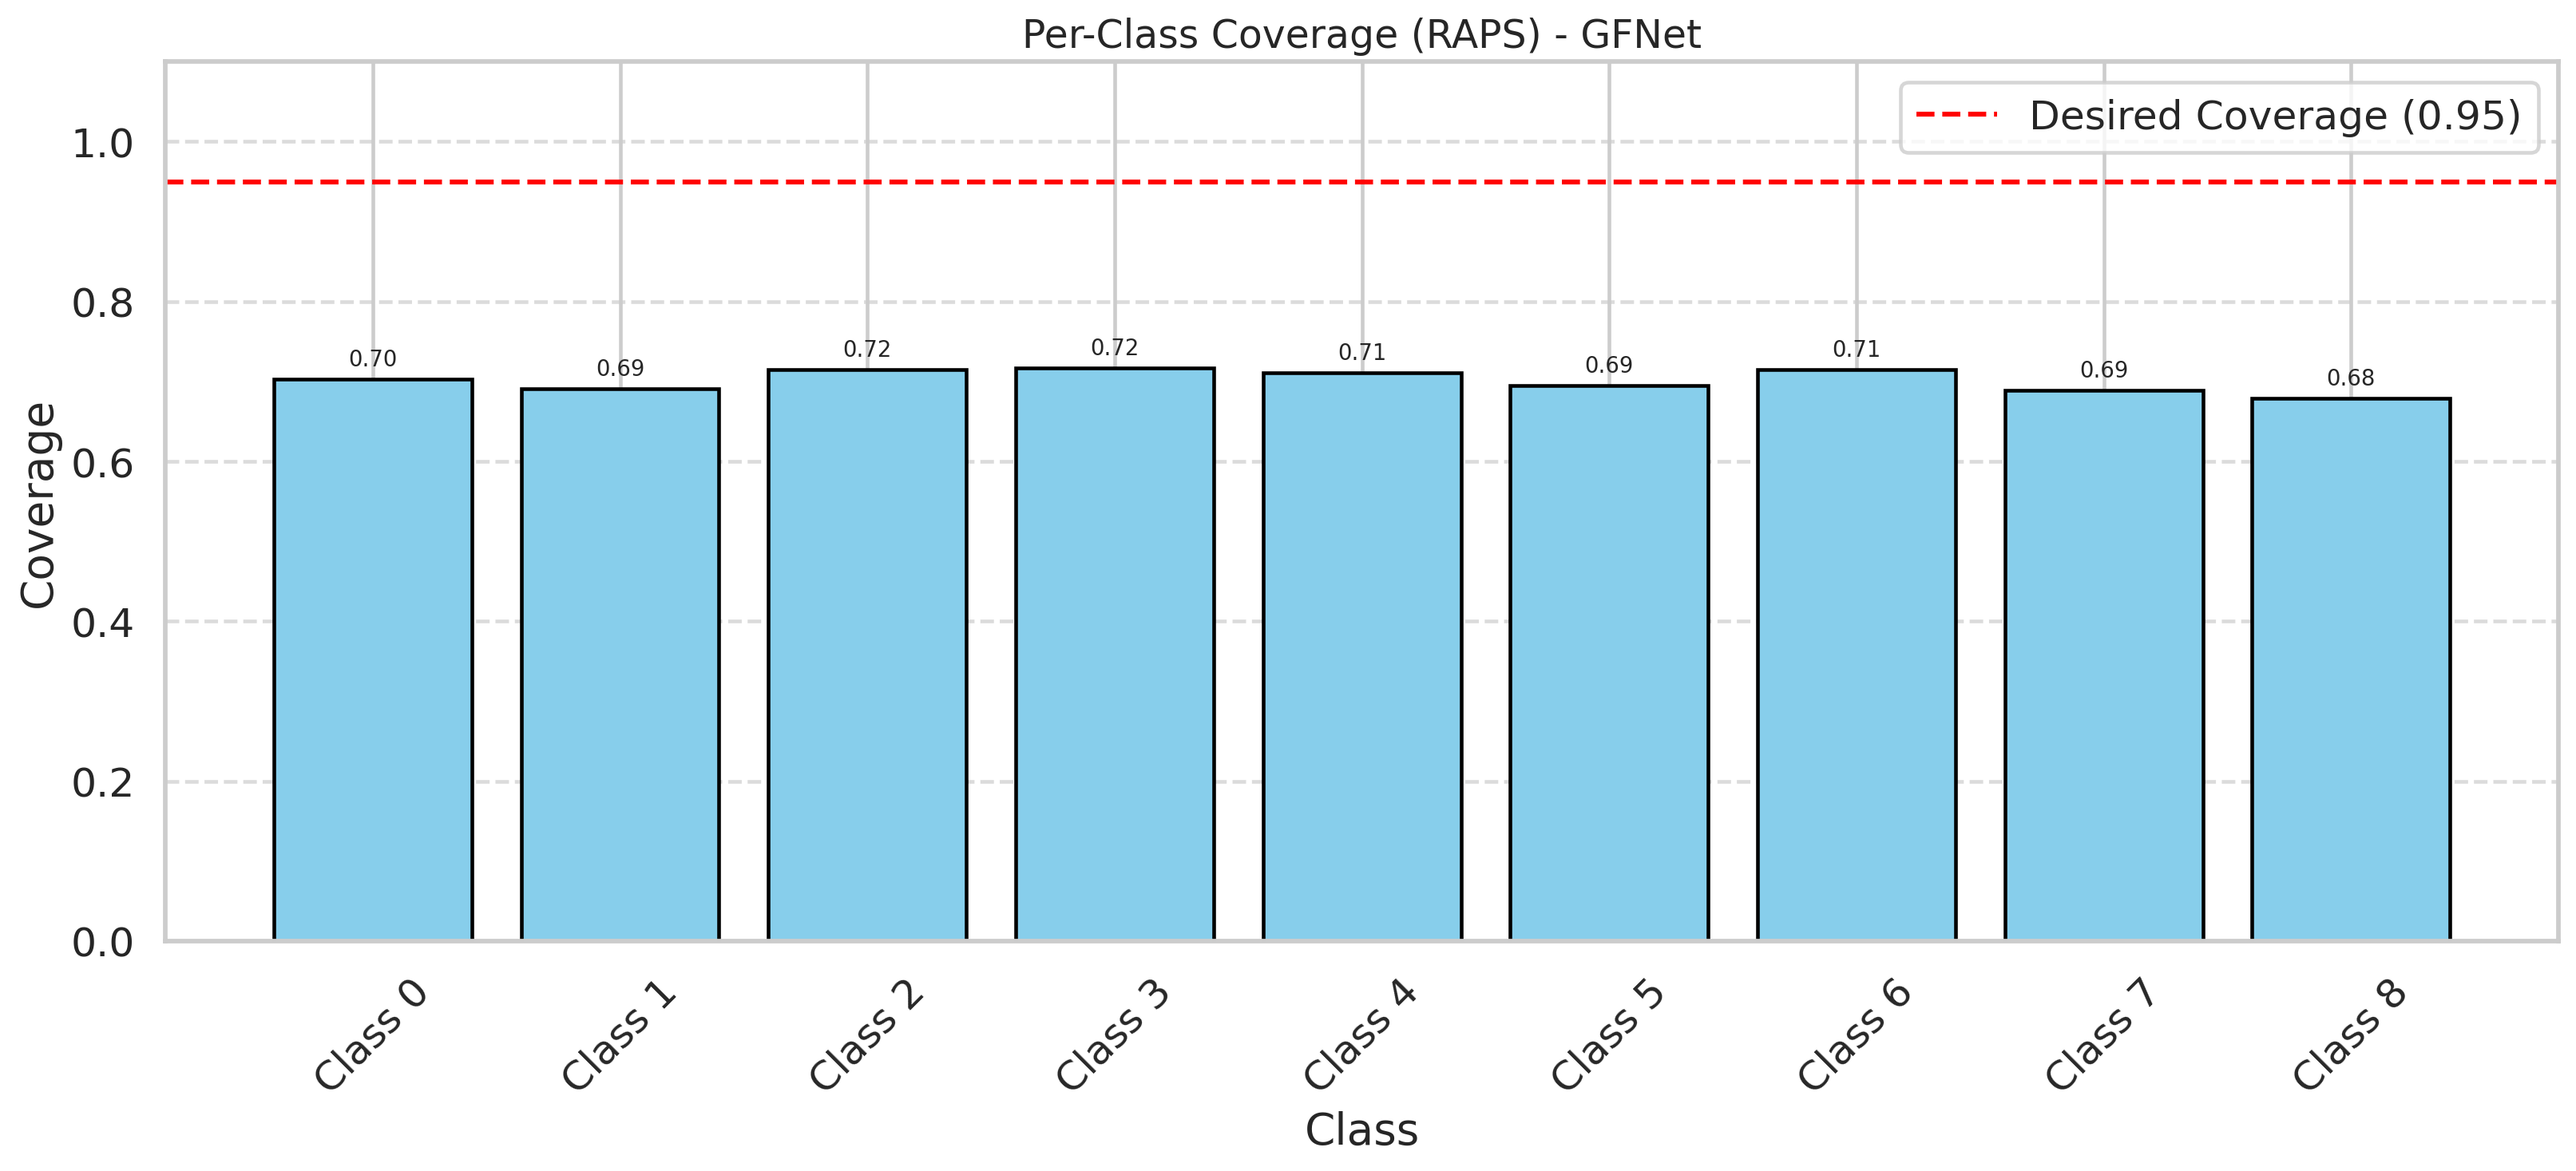 Per-Class Coverage (RAPS) - GFNet
Desired Coverage (0.95)
Coverage
1.0
0.8
0.6
0.4
0.2
0.0
0.70
0.69
0.72
0.72
0.71
0.69
0.71
0.69
0.68
Class 0
Class 1
Class 2
Class 3
Class 4
Class 5
Class 6
Class 7
Class 8
Class